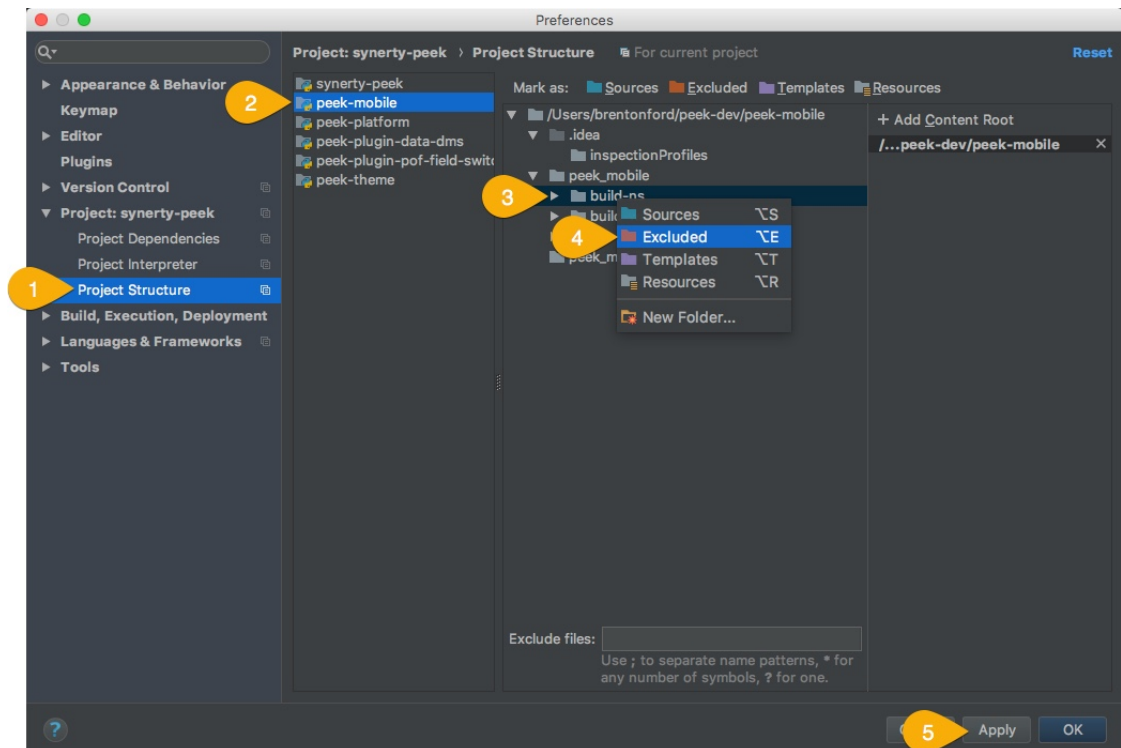 Preferences
Project: synerty-peek › Project Structure
For current project
Reset
Appearance & Behavior
Keymap
Editor
Plugins
Version Control
Project: synerty-peek
Project Dependencies
Project Interpreter
Project Structure
Build, Execution, Deployment
Languages & Frameworks
Tools
1
2
synerty-peek
peek-mobile
peek-platform
peek-plugin-data-dms
peek-plugin-pof-field-switc
peek-theme
Mark as: Sources Excluded Templates Resources
/Users/brentonford/peek-dev/peek-mobile
.idea
inspectionProfiles
peek_mobile
3
build-ns
buil
peek_m
4
Sources ⌥S
Excluded ⌥E
Templates ⌥T
Resources ⌥R
New Folder...
+ Add Content Root
/...peek-dev/peek-mobile ×
Exclude files:
Use ; to separate name patterns, * for
any number of symbols, ? for one.
?
5
Apply
OK